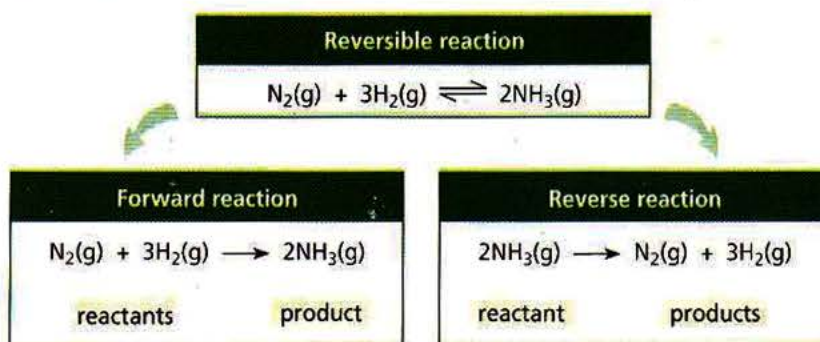 Reversible reaction
N₂(g) + 3H₂(g) ⇌ 2NH₃(g)
Forward reaction
N₂(g) + 3H₂(g) ⟶ 2NH₃(g)
reactants product
Reverse reaction
2NH₃(g) ⟶ N₂(g) + 3H₂(g)
reactant products